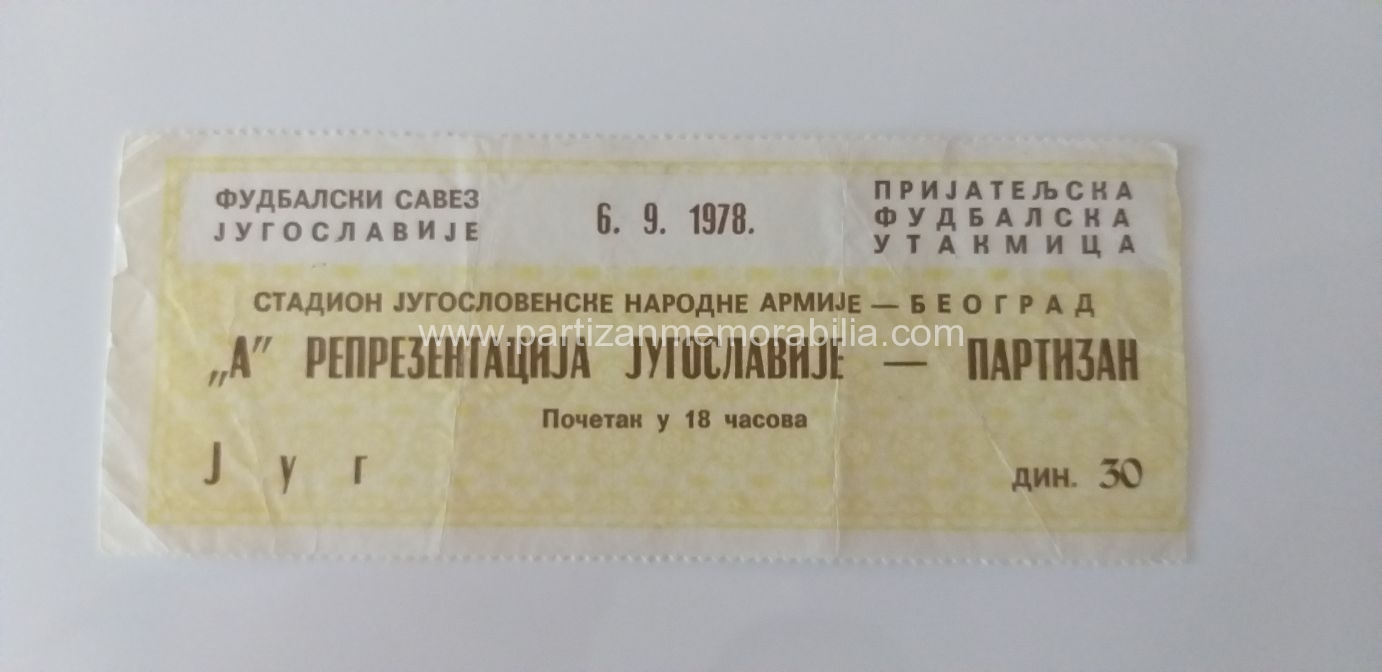 ФУДБАЛСКИ САВЕЗ
ЈУГОСЛАВИЈЕ
6. 9. 1978.
ПРИЈАТЕЉСКА
ФУДБАЛСКА
УТАКМИЦА
СТАДИОН ЈУГОСЛОВЕНСКЕ НАРОДНЕ АРМИЈЕ — БЕОГРАД
www.partizanmemorabilia.com
„А” РЕПРЕЗЕНТАЦИЈА ЈУГОСЛАВИЈЕ — ПАРТИЗАН
Почетак у 18 часова
Југ
дин. 30